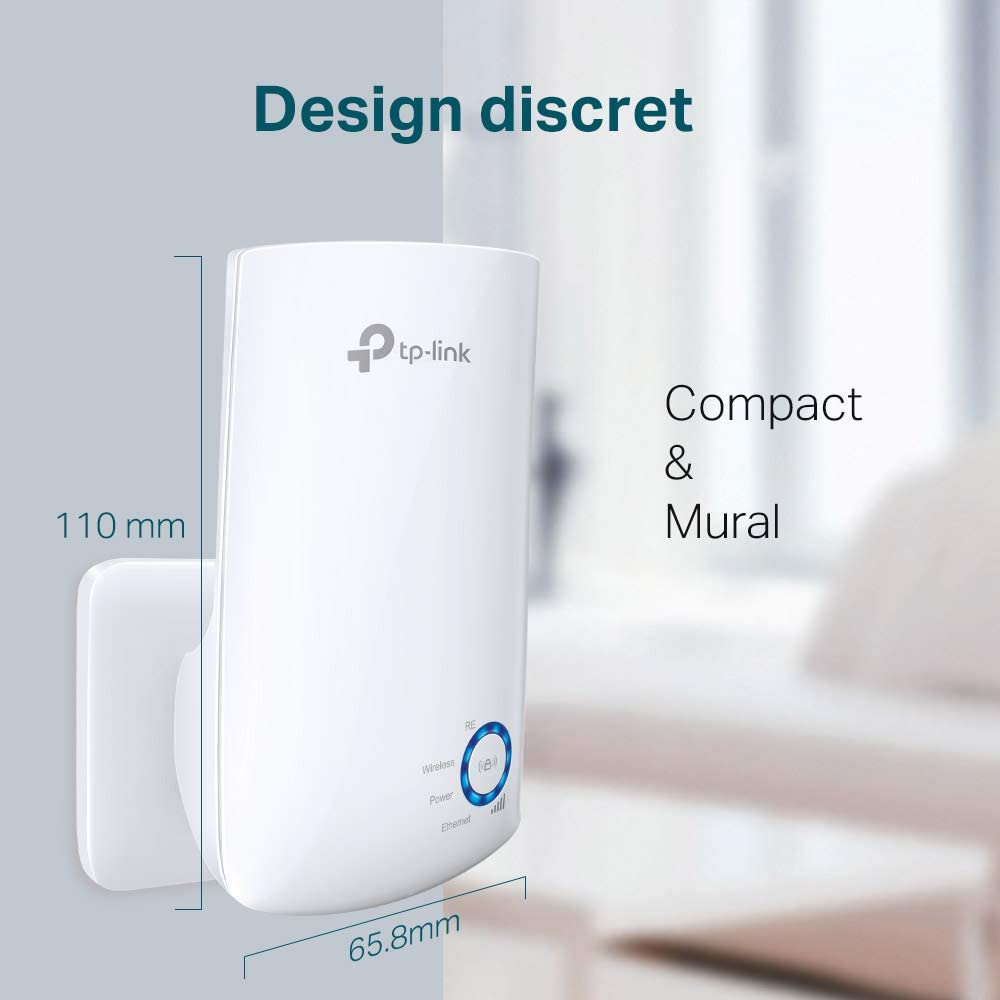 Design discret
tp-link
Compact
&
Mural
110 mm
RE
Wireless
Power
Ethernet
65.8mm